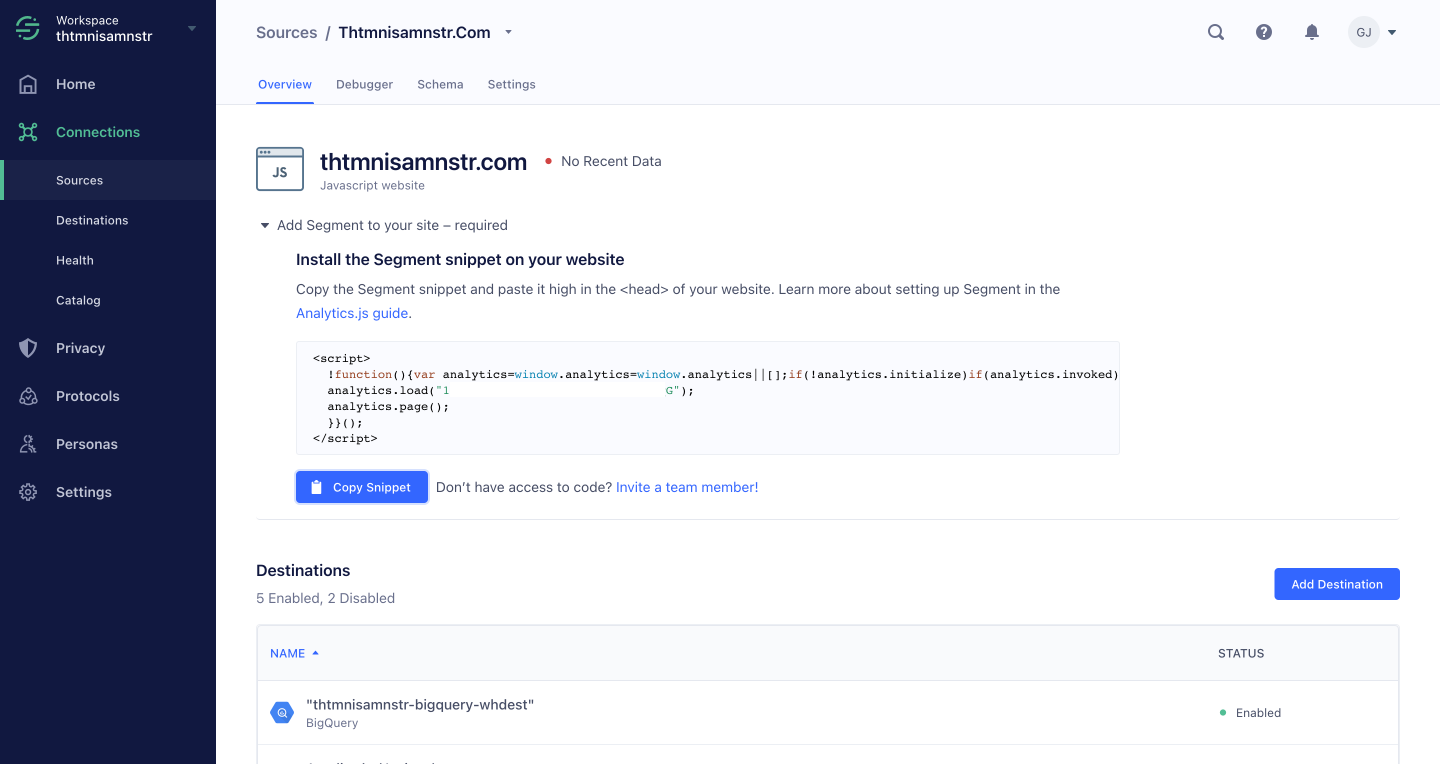 Workspace
thtmnisamnstr
Home
Connections
Sources
Destinations
Health
Catalog
Privacy
Protocols
Personas
Settings
Sources / Thtmnisamnstr.Com
GJ
Overview Debugger Schema Settings
JS
thtmnisamnstr.com
No Recent Data
Javascript website
Add Segment to your site – required
Install the Segment snippet on your website
Copy the Segment snippet and paste it high in the <head> of your website. Learn more about setting up Segment in the
Analytics.js guide.
<script>
!function(){var analytics=window.analytics=window.analytics||[];if(!analytics.initialize)if(analytics.invoked)
analytics.load("1 G");
analytics.page();
}}();
</script>
Copy Snippet
Don’t have access to code? Invite a team member!
Destinations
5 Enabled, 2 Disabled
Add Destination
NAME STATUS
"thtmnisamnstr-bigquery-whdest"
BigQuery
Enabled